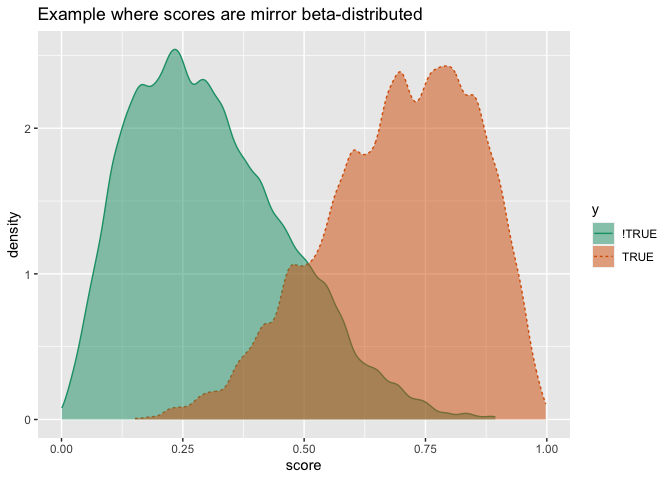 Example where scores are mirror beta-distributed
density
2
1
0
0.00 0.25 0.50 0.75 1.00
score
y
!TRUE
TRUE